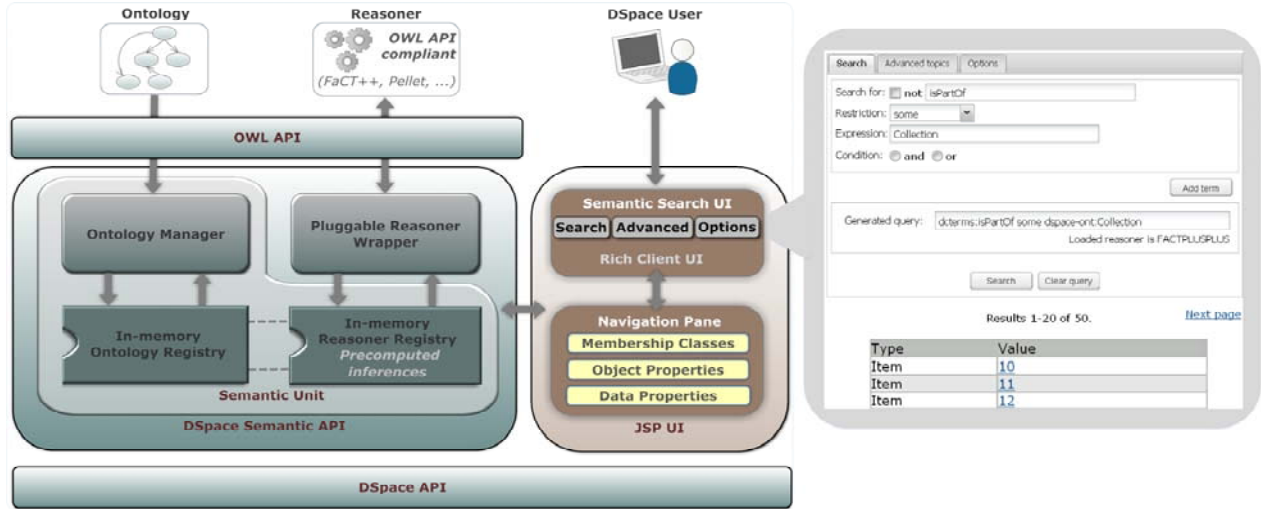 Ontology
Reasoner
DSpace User
OWL API
compliant
(FaCT++, Pellet, ...)
OWL API
Ontology Manager
Pluggable Reasoner
Wrapper
In-memory
Ontology Registry
In-memory
Reasoner Registry
Precomputed
inferences
Semantic Unit
DSpace Semantic API
Semantic Search UI
Search Advanced Options
Rich Client UI
Navigation Pane
Membership Classes
Object Properties
Data Properties
JSP UI
DSpace API
Search Advanced topics Options
Search for: not isPartOf
Restriction: some
Expression: Collection
Condition: and or
Add term
Generated query: dcterms:isPartOf some dspace-ont:Collection
Loaded reasoner is FACTPLUSPLUS
Search Clear query
Results 1-20 of 50. Next page
Type Value
Item 10
Item 11
Item 12